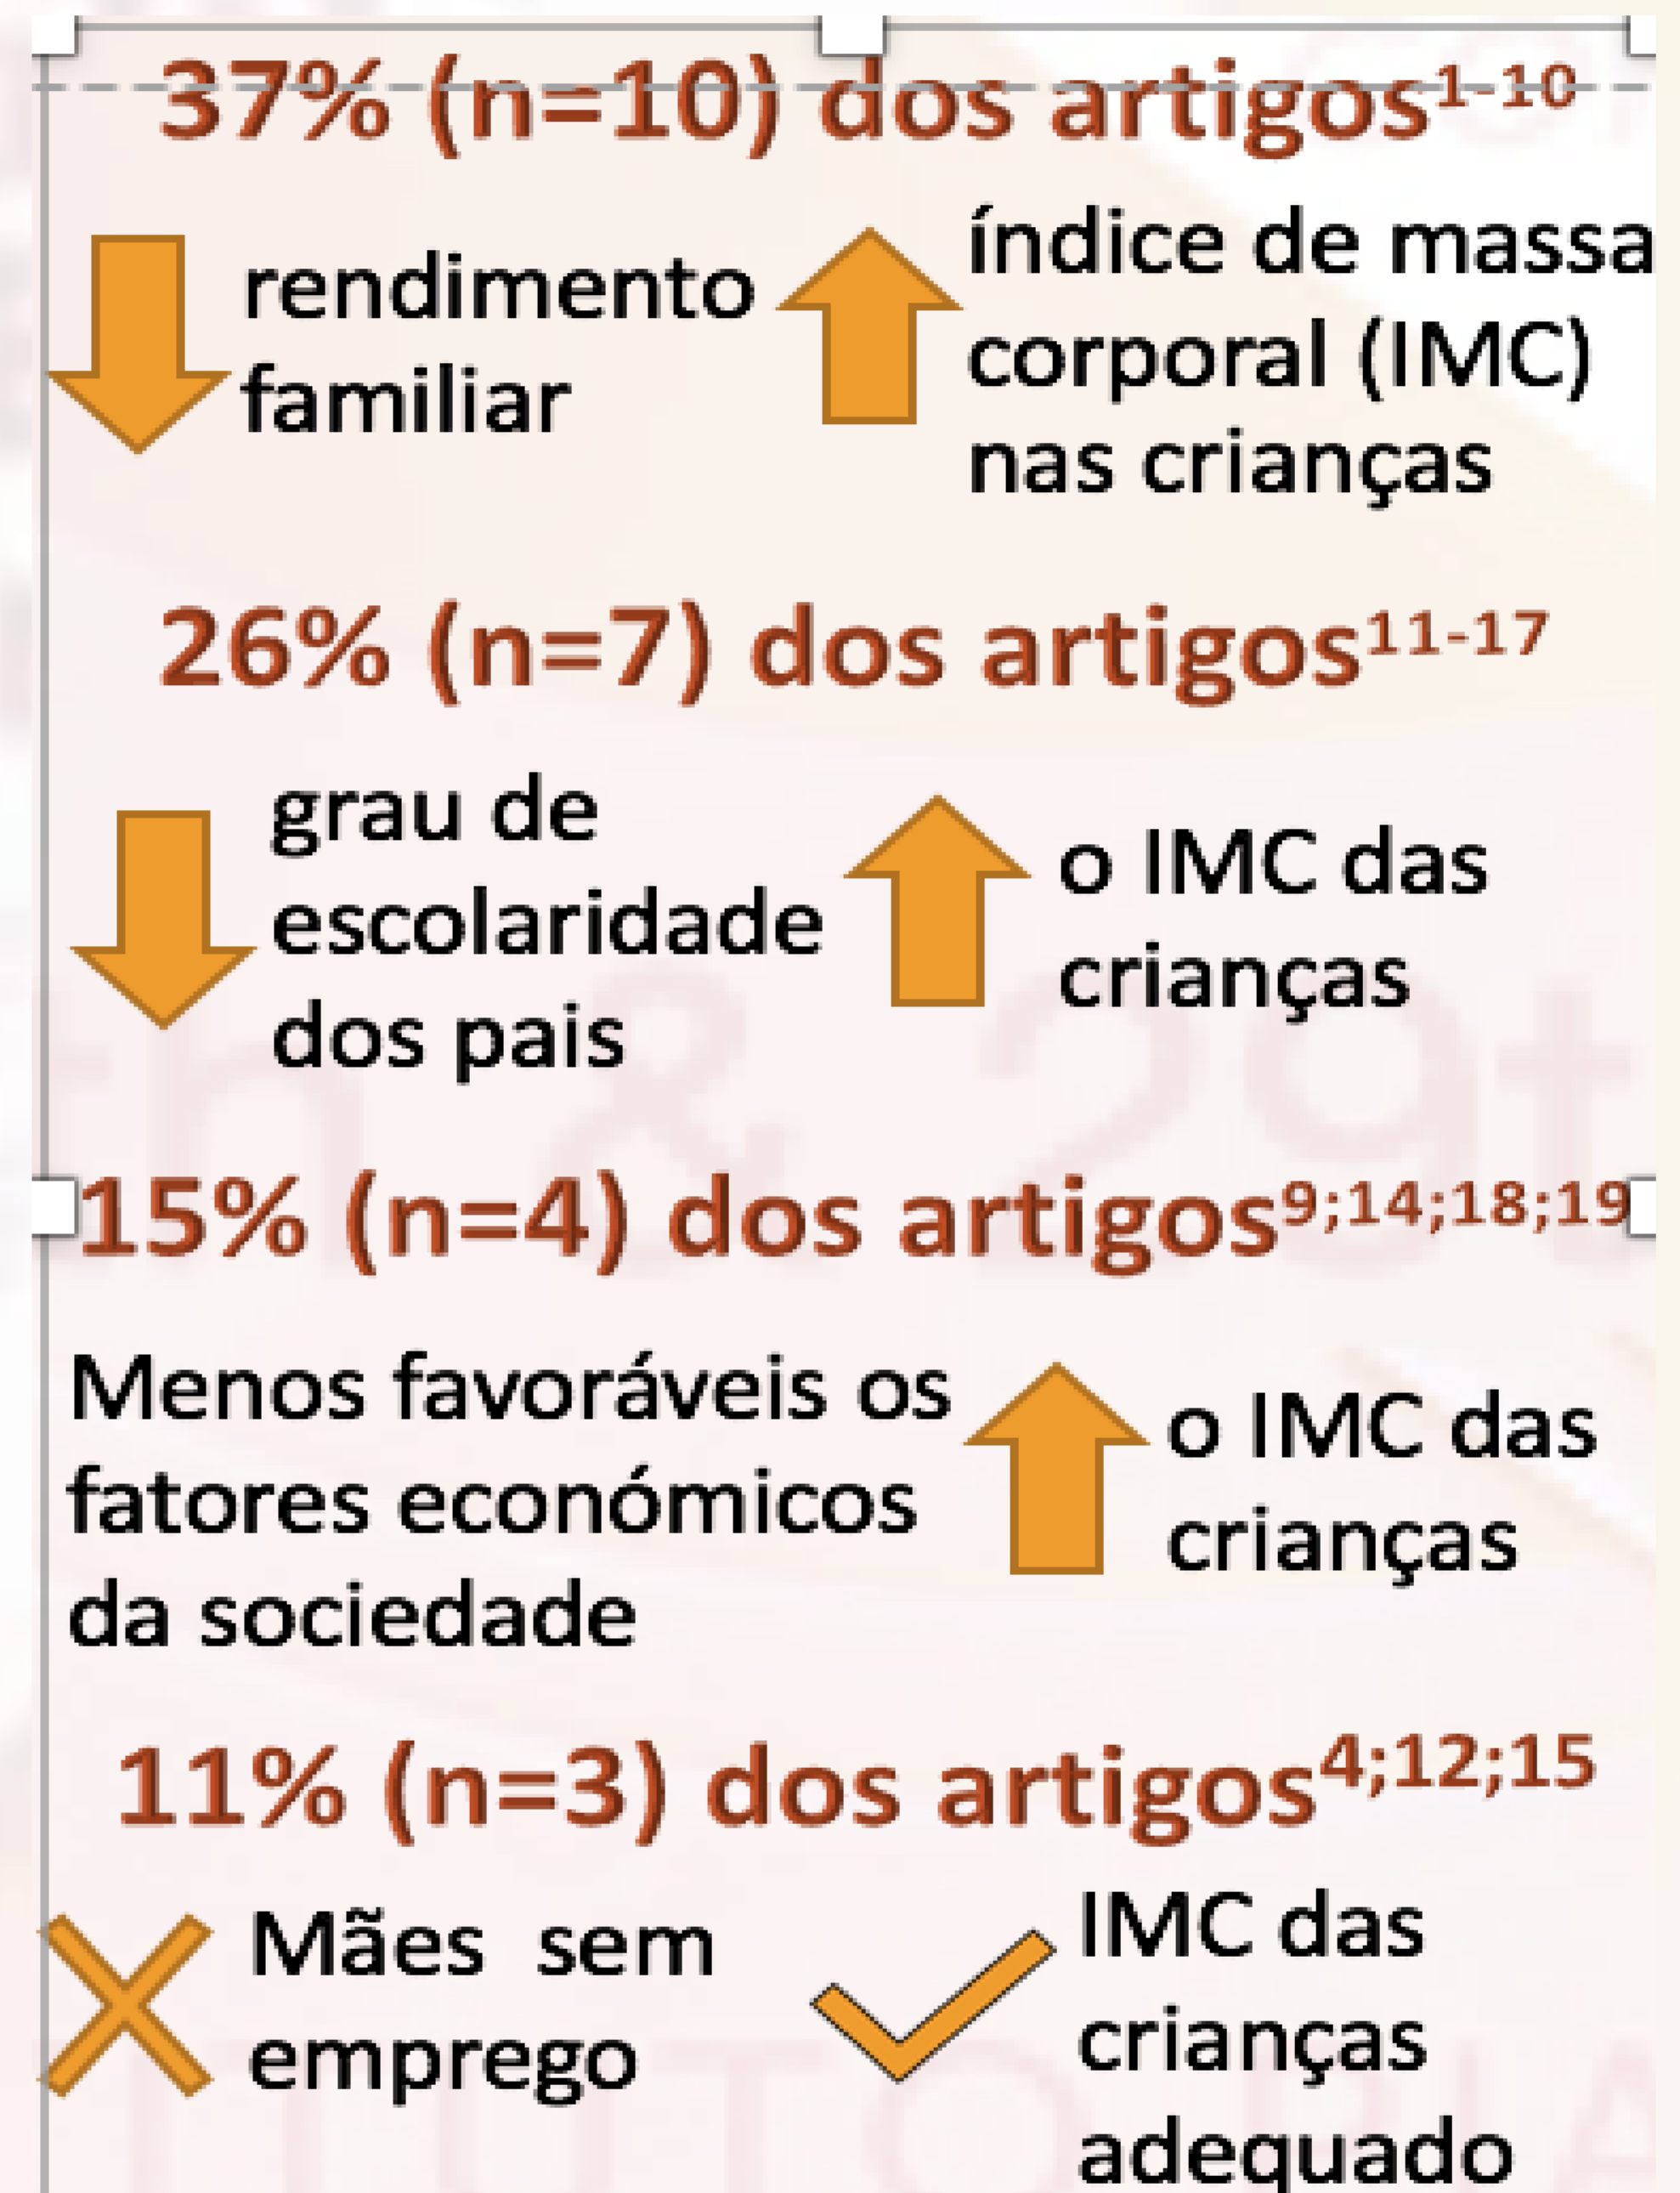 37% (n=10) dos artigos1-10
rendimento
familiar
índice de massa
corporal (IMC)
nas crianças
26% (n=7) dos artigos11-17
grau de
escolaridade
dos pais
o IMC das
crianças
th & 29t
15% (n=4) dos artigos9;14;18;19
Menos favoráveis os
fatores económicos
da sociedade
o IMC das
crianças
11% (n=3) dos artigos4;12;15
Mães sem
emprego
IMC das
crianças
adequado